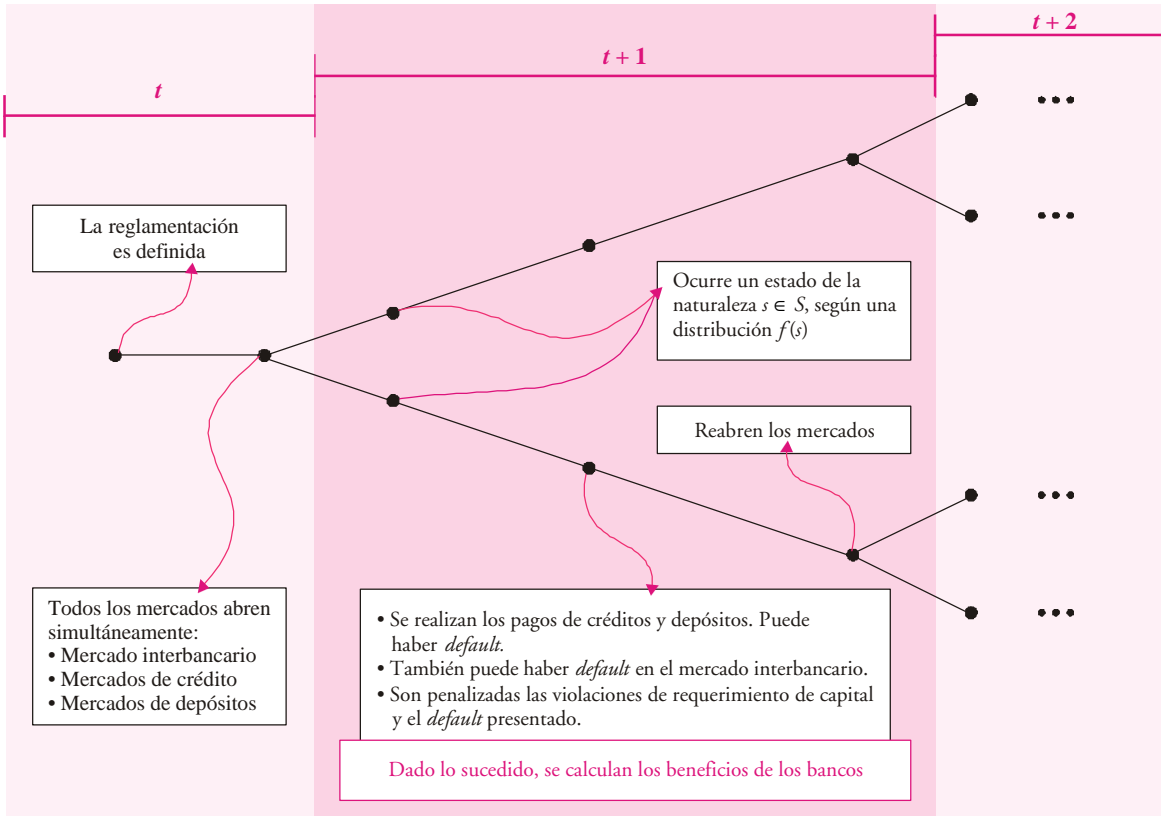 t + 2
t + 1
t
•••
•••
La reglamentación
es definida
Ocurre un estado de la
naturaleza s ∈ S, según una
distribución f(s)
Reabren los mercados
•••
•••
Todos los mercados abren
simultáneamente:
• Mercado interbancario
• Mercados de crédito
• Mercados de depósitos
• Se realizan los pagos de créditos y depósitos. Puede
haber default.
• También puede haber default en el mercado interbancario.
• Son penalizadas las violaciones de requerimiento de capital
y el default presentado.
Dado lo sucedido, se calculan los beneficios de los bancos